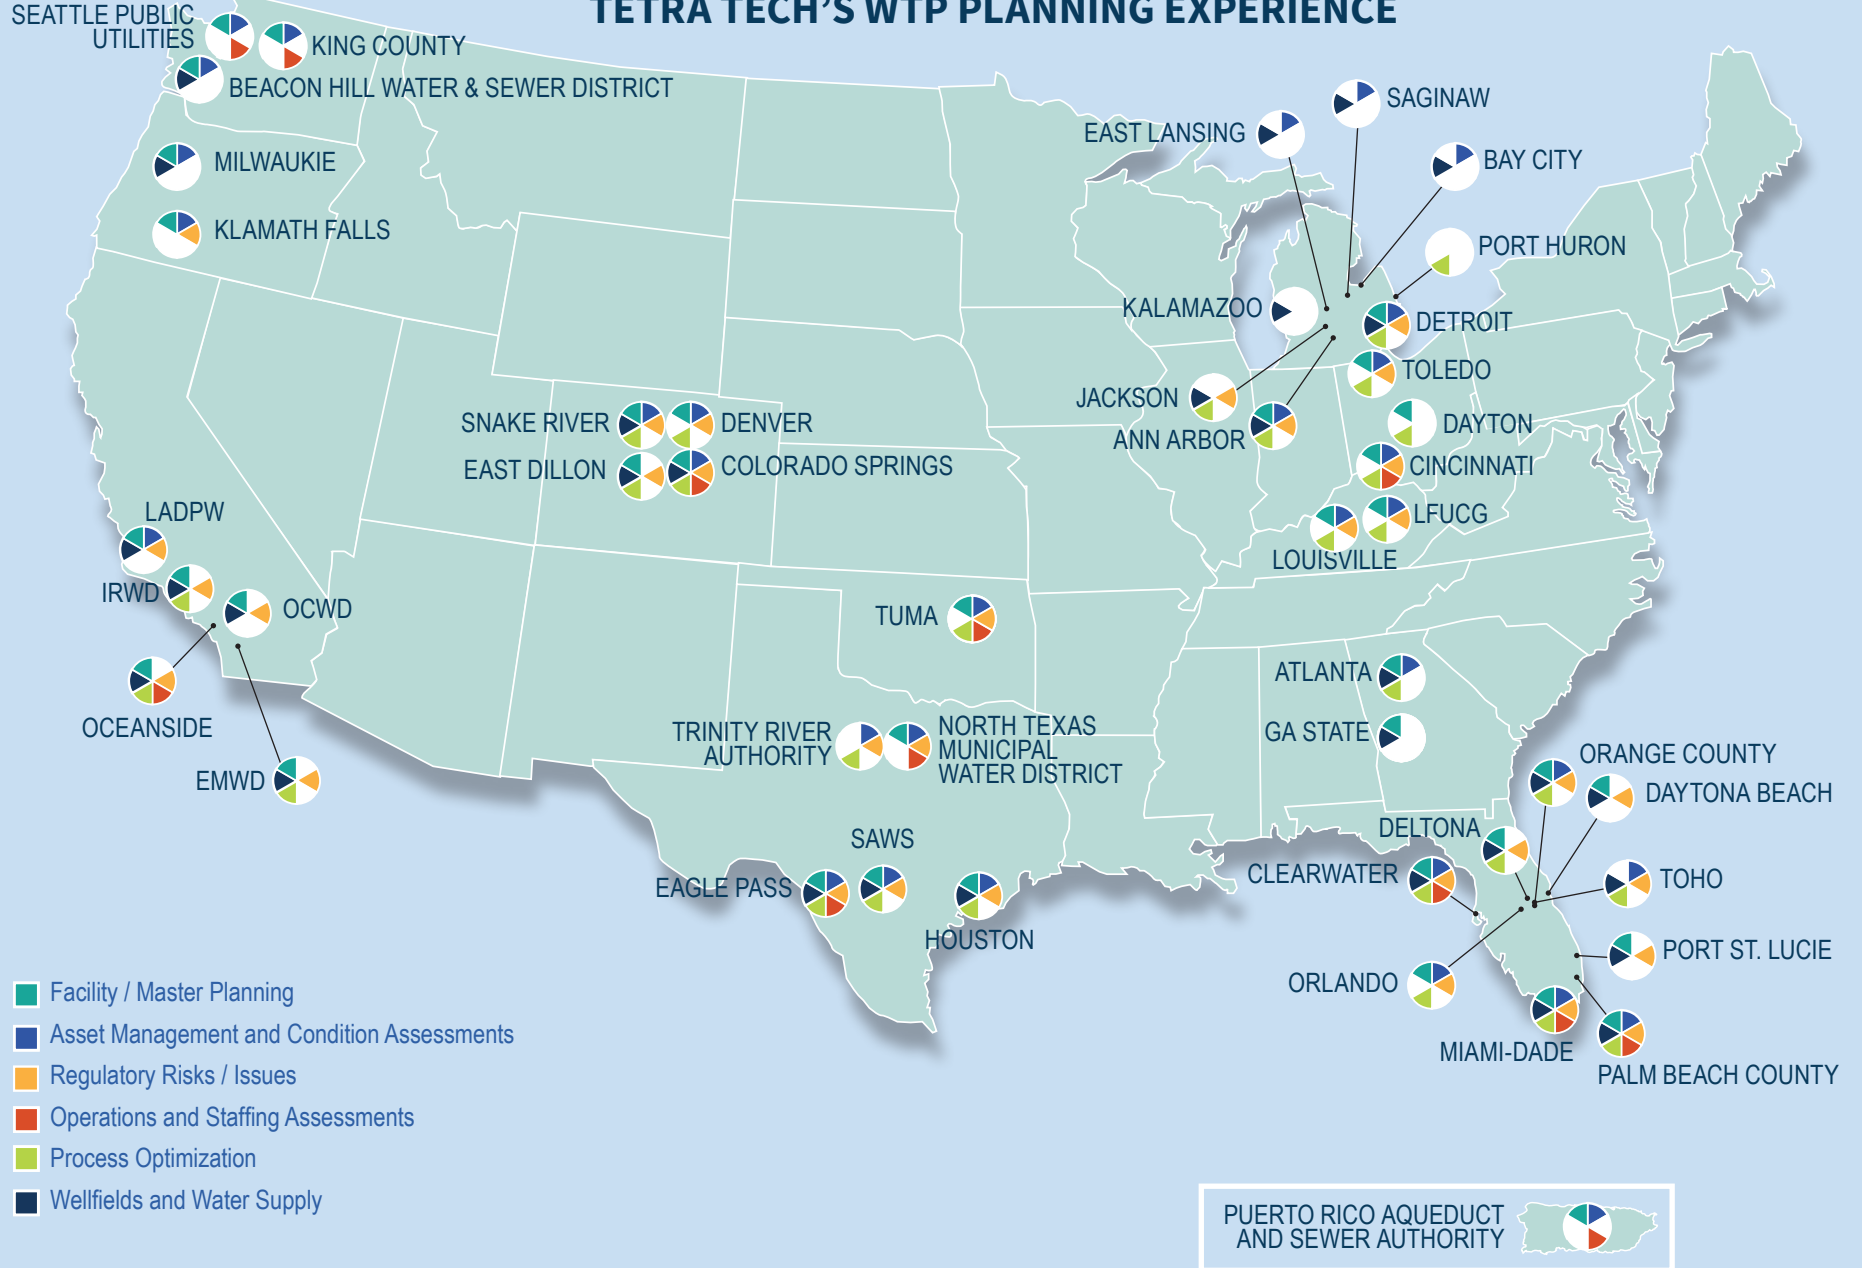 TETRA TECH'S WTP PLANNING EXPERIENCE
SEATTLE PUBLIC
UTILITIES
KING COUNTY
BEACON HILL WATER & SEWER DISTRICT
MILWAUKIE
KLAMATH FALLS
EAST LANSING
SAGINAW
BAY CITY
PORT HURON
KALAMAZOO
DETROIT
TOLEDO
JACKSON
ANN ARBOR
DAYTON
CINCINNATI
LFUCG
LOUISVILLE
SNAKE RIVER
DENVER
EAST DILLON
COLORADO SPRINGS
LADPW
IRWD
OCWD
OCEANSIDE
EMWD
TUMA
TRINITY RIVER
AUTHORITY
NORTH TEXAS
MUNICIPAL
WATER DISTRICT
SAWS
EAGLE PASS
HOUSTON
ATLANTA
GA STATE
ORANGE COUNTY
DAYTONA BEACH
DELTONA
CLEARWATER
TOHO
PORT ST. LUCIE
ORLANDO
MIAMI-DADE
PALM BEACH COUNTY
Facility / Master Planning
Asset Management and Condition Assessments
Regulatory Risks / Issues
Operations and Staffing Assessments
Process Optimization
Wellfields and Water Supply
PUERTO RICO AQUEDUCT
AND SEWER AUTHORITY